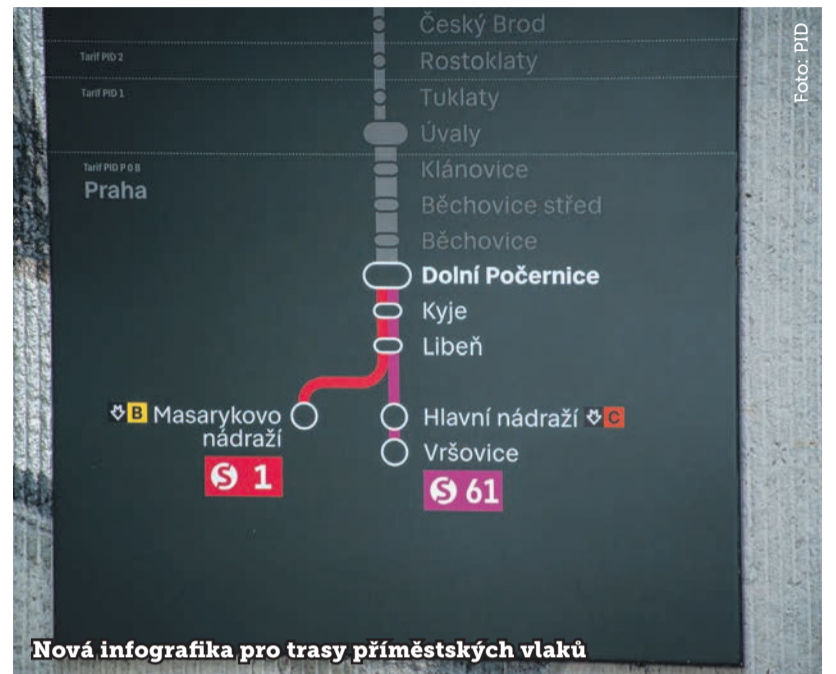 Foto: PID
Český Brod
Tarif PID 2
Rostoklaty
Tarif PID 1
Tuklaty
Úvaly
Tarif PID P 0 B
Praha
Klánovice
Běchovice střed
Běchovice
Dolní Počernice
Kyje
Libeň
B Masarykovo
nádraží
S 1
Hlavní nádraží C
Vršovice
S 61
Nová infografika pro trasy příměstských vlaků